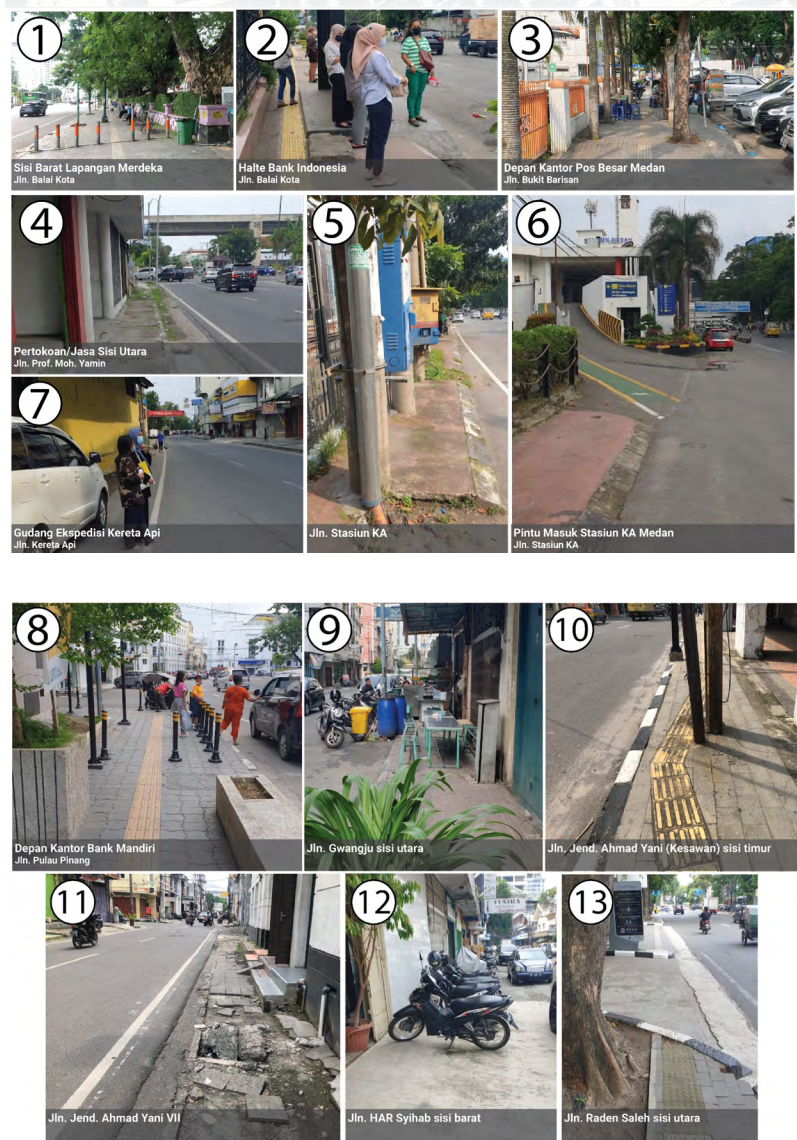 1
Sisi Barat Lapangan Merdeka
Jln. Balai Kota
2
Halte Bank Indonesia
Jln. Balai Kota
3
Depan Kantor Pos Besar Medan
Jln. Bukit Barisan
4
Pertokoan/Jasa Sisi Utara
Jln. Prof. Moh. Yamin
5
Jln. Stasiun KA
6
Pintu Masuk Stasiun KA Medan
Jln. Stasiun KA
7
Gudang Ekspedisi Kereta Api
Jln. Kereta Api
8
Depan Kantor Bank Mandiri
Jln. Pulau Pinang
9
Jln. Gwangju sisi utara
10
Jln. Jend. Ahmad Yani (Kesawan) sisi timur
11
Jln. Jend. Ahmad Yani VII
12
YESIKA
Jln. HAR Syihab sisi barat
13
Jln. Raden Saleh sisi utara